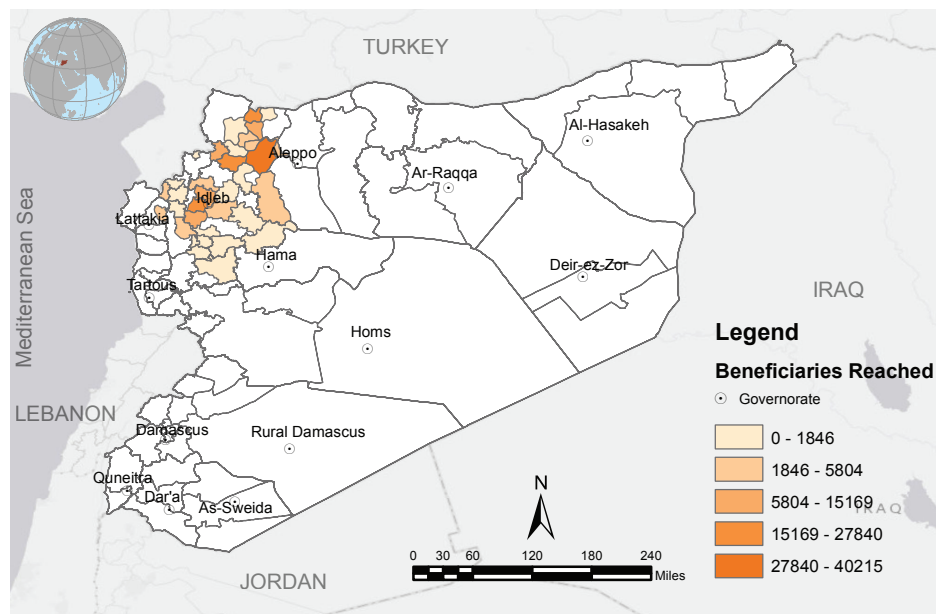 TURKEY
Al-Hasakeh
Aleppo
Ar-Raqqa
Idleb
Lattakia
Mediterranean Sea
Hama
Deir-ez-Zor
Tartous
IRAQ
Homs
Legend
Beneficiaries Reached
Governorate
LEBANON
Damascus
Rural Damascus
0 - 1846
1846 - 5804
Quneitra
N
Dar'a
As-Sweida
5804 - 15169
IRAQ
15169 - 27840
0 30 60 120 180 240
Miles
27840 - 40215
JORDAN